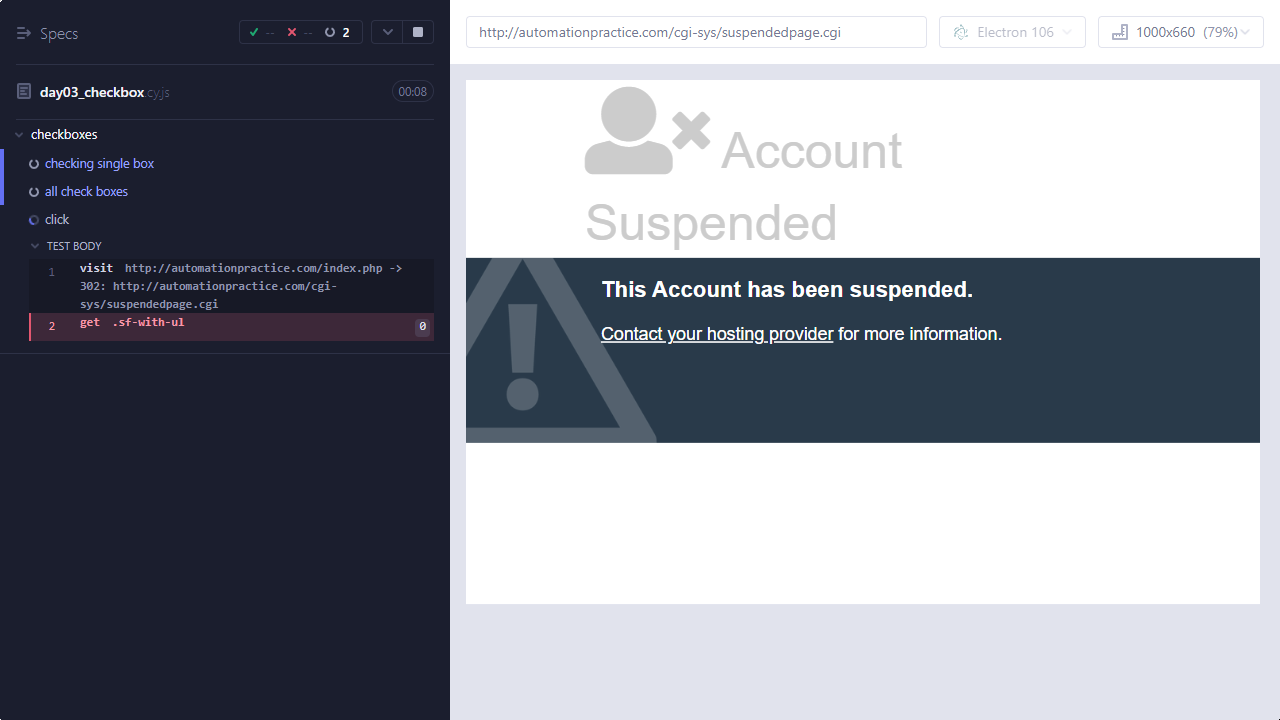 Specs
-- -- 2
day03_checkbox.cy.js 00:08
checkboxes
checking single box
all check boxes
click
TEST BODY
1 visit http://automationpractice.com/index.php ->
302: http://automationpractice.com/cgi-
sys/suspendedpage.cgi
2 get .sf-with-ul 0
http://automationpractice.com/cgi-sys/suspendedpage.cgi
Electron 106
1000x660 (79%)
Account
Suspended
This Account has been suspended.
Contact your hosting provider for more information.